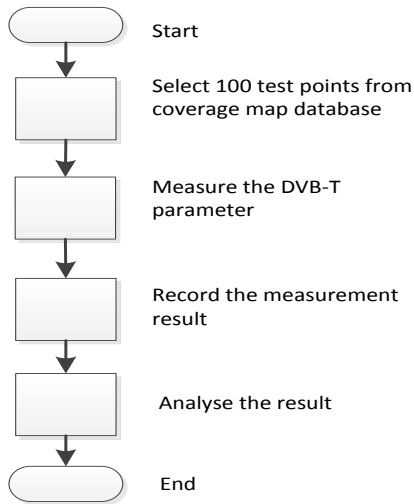 Start
Select 100 test points from
coverage map database
Measure the DVB-T
parameter
Record the measurement
result
Analyse the result
End